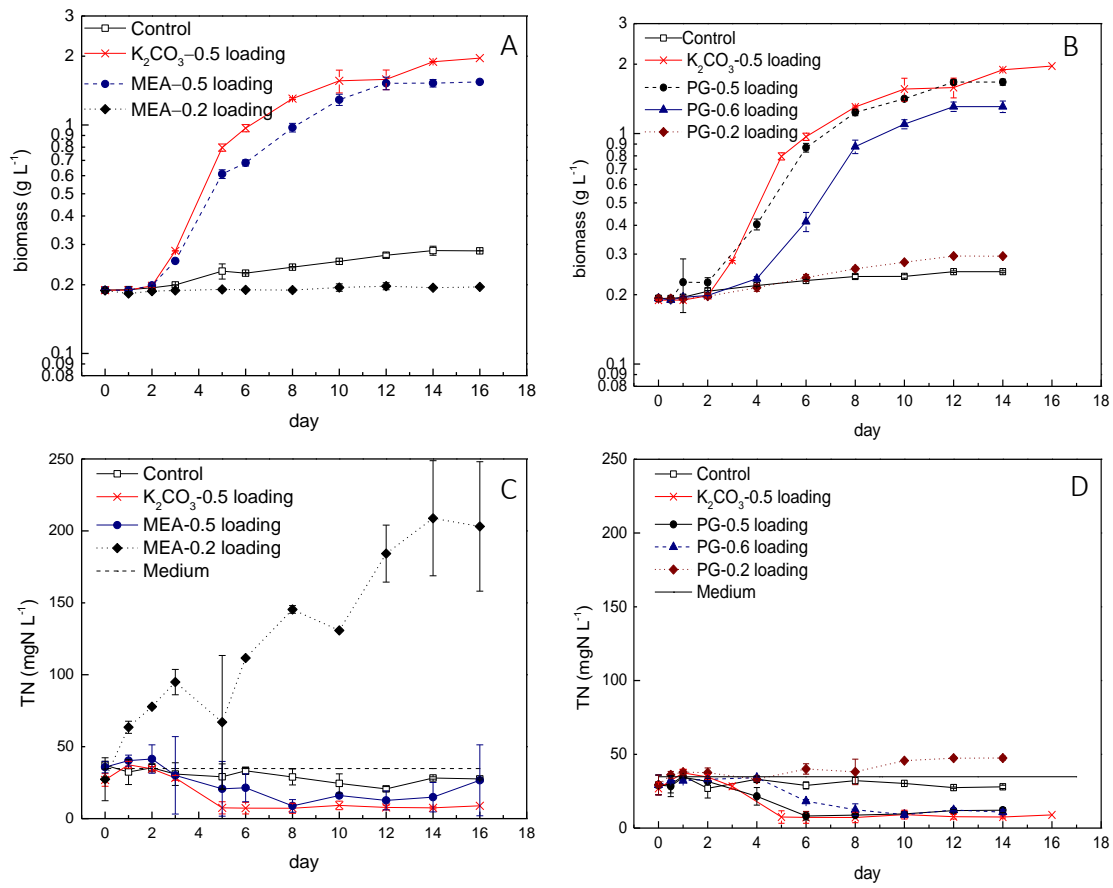 A
Control
K₂CO₃–0.5 loading
MEA–0.5 loading
MEA–0.2 loading
3
2
1
0.9
0.8
0.7
0.6
0.5
0.4
0.3
0.2
0.1
0.09
0.08
biomass (g L⁻¹)
0 2 4 6 8 10 12 14 16 18
day
B
Control
K₂CO₃-0.5 loading
PG-0.5 loading
PG-0.6 loading
PG-0.2 loading
3
2
1
0.9
0.8
0.7
0.6
0.5
0.4
0.3
0.2
0.1
0.09
0.08
biomass (g L⁻¹)
0 2 4 6 8 10 12 14 16 18
day
C
Control
K₂CO₃-0.5 loading
MEA-0.5 loading
MEA-0.2 loading
Medium
250
200
150
100
50
0
TN (mgN L⁻¹)
0 2 4 6 8 10 12 14 16 18
day
D
Control
K₂CO₃-0.5 loading
PG-0.5 loading
PG-0.6 loading
PG-0.2 loading
Medium
250
200
150
100
50
0
TN (mgN L⁻¹)
0 2 4 6 8 10 12 14 16 18
day